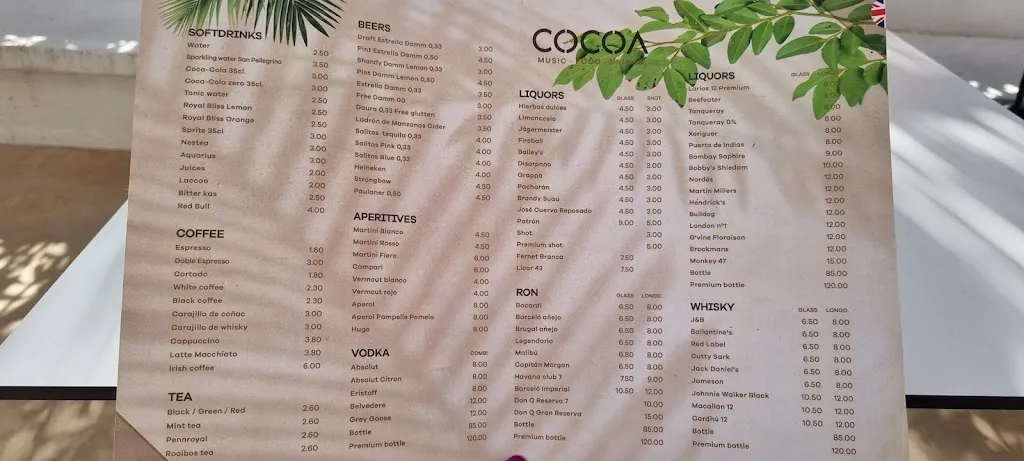 COCOA
MUSIC
SOFTDRINKS
Water 2.50
Sparkling water San Pellegrino 3.50
Coca-Cola 35cl. 3.00
Coca-Cola zero 35cl. 3.00
Tonic water 2.50
Royal Bliss Lemon 2.50
Royal Bliss Orange 2.50
Sprite 35cl 3.00
Nestea 3.00
Aquarius 3.00
Juices 2.00
Laccao 2.00
Bitter kas 2.50
Red Bull 4.00
COFFEE
Espresso 1.60
Doble Espresso 3.00
Cortado 1.80
White coffee 2.30
Black coffee 2.30
Carajillo de coñac 3.00
Carajillo de whisky 3.00
Cappuccino 3.80
Latte Macchiato 3.80
Irish coffee 6.00
TEA
Black / Green / Red 2.60
Mint tea 2.60
Pennroyal 2.60
Rooibos tea 2.60
BEERS
Draft Estrella Damm 0,33 3.00
Pint Estrella Damm 0,50 4.50
Shandy Damm Lemon 0,33 3.00
Pint Damm Lemon 0,50 4.50
Estrella Damm 0,33 3.50
Free Damm 00 3.00
Daura 0,33 Free glutten 3.50
Ladrón de Manzanas Cider 3.50
Salitos tequila 0,33 4.00
Salitos Pink 0,33 4.00
Salitos Blue 0,33 4.00
Heineken 4.00
Strongbow 4.50
Paulaner 0,50 4.50
APERITIVES
Martini Bianco 4.50
Martini Rosso 4.50
Martini Fiero 6.00
Campari 6.00
Vermout blanco 4.00
Vermout rojo 4.00
Aperol 8.00
Aperol Pampelle Pomelo 8.00
Hugo 8.00
VODKA COMBI
Absolut 8.00
Absolut Citron 8.00
Eristoff 8.00
Belvedere 12.00
Grey Goose 12.00
Bottle 85.00
Premium bottle 120.00
LIQUORS GLASS SHOT
Hierbas dulces 4.50 3.00
Limoncelo 4.50 3.00
Jägermeister 4.50 3.00
Fireball 4.50 3.00
Bailey's 4.50 3.00
Disaronno 4.50 3.00
Grappa 4.50 3.00
Pacharán 4.50 3.00
Brandy Suau 4.50 3.00
José Cuervo Reposado 4.50 3.00
Patrón 9.00 5.00
Shot 3.00
Premium shot 5.00
Fernet Branca 7.50
Licor 43 7.50
RON GLASS LONGD.
Bacardi 6.50 8.00
Barceló añejo 6.50 8.00
Brugal añejo 6.50 8.00
Legendario 6.50 8.00
Malibú 6.50 8.00
Capitán Morgan 6.50 8.00
Havana club 7 7.50 9.00
Barceló Imperial 10.50 12.00
Don Q Reserva 7 10.00
Don Q Gran Reserva 15.00
Bottle 85.00
Premium bottle 120.00
LIQUORS GLASS
Larios 12 Premium
Beefeater
Tanqueray 8.00
Tanqueray 0% 8.00
Xoriguer 8.00
Puerto de Indias 8.00
Bombay Saphire 9.00
Bobby's Shiedam 10.00
Nordés 12.00
Martin Millers 12.00
Hendrick's 12.00
Bulldog 12.00
London nº1 12.00
G'vine Floraison 12.00
Brockmans 12.00
Monkey 47 15.00
Bottle 85.00
Premium bottle 120.00
WHISKY GLASS LONGD.
J&B 6.50 8.00
Ballantine's 6.50 8.00
Red Label 6.50 8.00
Cutty Sark 6.50 8.00
Jack Daniel's 6.50 8.00
Jameson 6.50 8.00
Johnnie Walker Black 10.50 12.00
Macallan 12 10.50 12.00
Cardhú 12 10.50 12.00
Bottle 85.00
Premium bottle 120.00